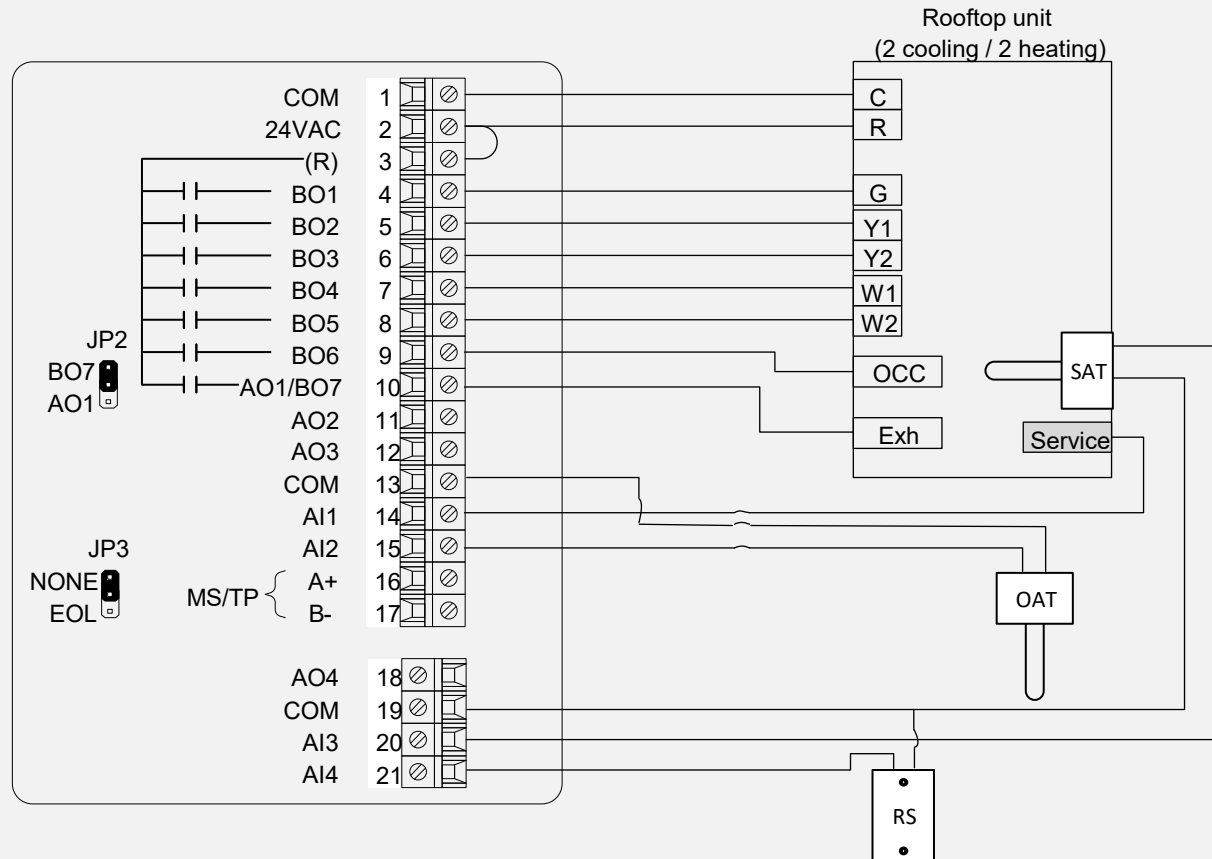 Rooftop unit
(2 cooling / 2 heating)
COM 1
24VAC 2
(R) 3
BO1 4
BO2 5
BO3 6
BO4 7
BO5 8
BO6 9
AO1/BO7 10
AO2 11
AO3 12
COM 13
AI1 14
AI2 15
A+ 16
B- 17
MS/TP
AO4 18
COM 19
AI3 20
AI4 21
JP2
BO7
AO1
JP3
NONE
EOL
C
R
G
Y1
Y2
W1
W2
OCC
Exh
SAT
Service
OAT
RS